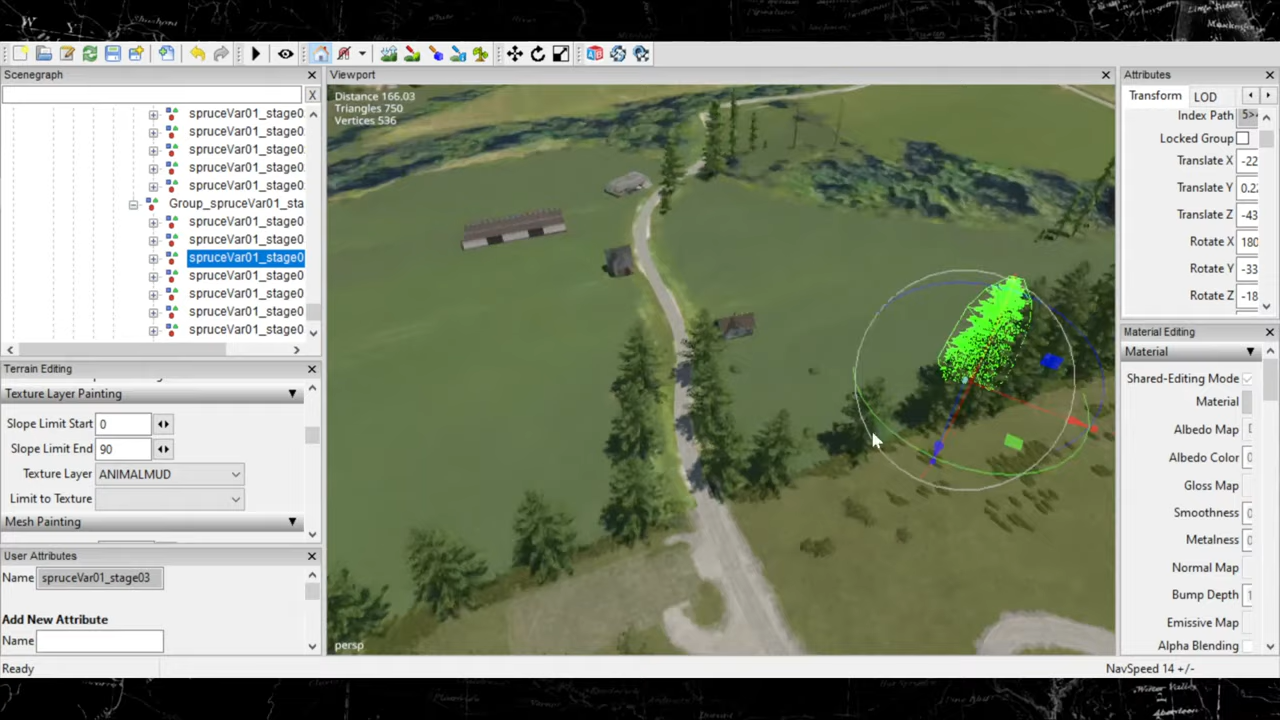 Scenegraph
Viewport
Attributes
X
Distance 166.03
Triangles 750
Vertices 536
Transform
LOD
spruceVar01_stage0
spruceVar01_stage0
spruceVar01_stage0
spruceVar01_stage0
spruceVar01_stage0
Group_spruceVar01_sta
spruceVar01_stage0
spruceVar01_stage0
spruceVar01_stage0
spruceVar01_stage0
spruceVar01_stage0
spruceVar01_stage0
spruceVar01_stage0
Index Path 5>
Locked Group
Translate X -22
Translate Y 0.2
Translate Z -43
Rotate X 180
Rotate Y -33
Rotate Z -18
Material Editing
Material
Shared-Editing Mode
Material
Albedo Map
Albedo Color 0
Gloss Map
Smoothness 0
Metalness 0
Normal Map
Bump Depth 1
Emissive Map
Alpha Blending
Terrain Editing
Texture Layer Painting
Slope Limit Start 0
Slope Limit End 90
Texture Layer ANIMALMUD
Limit to Texture
Mesh Painting
User Attributes
Name spruceVar01_stage03
Add New Attribute
Name
persp
Ready
NavSpeed 14 +/-